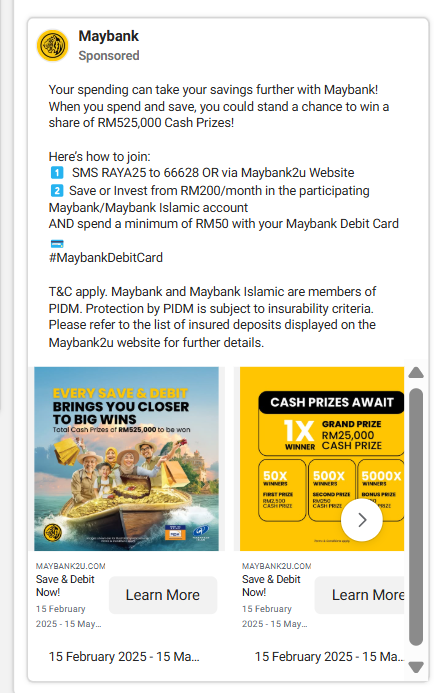 Maybank
Sponsored
Your spending can take your savings further with Maybank!
When you spend and save, you could stand a chance to win a
share of RM525,000 Cash Prizes!
Here's how to join:
1 SMS RAYA25 to 66628 OR via Maybank2u Website
2 Save or Invest from RM200/month in the participating
Maybank/Maybank Islamic account
AND spend a minimum of RM50 with your Maybank Debit Card
#MaybankDebitCard
T&C apply. Maybank and Maybank Islamic are members of
PIDM. Protection by PIDM is subject to insurability criteria.
Please refer to the list of insured deposits displayed on the
Maybank2u website for further details.
EVERY SAVE & DEBIT
BRINGS YOU CLOSER
TO BIG WINS
Total Cash Prizes of RM525,000 to be won
CASH PRIZES AWAIT
1X
WINNER
GRAND PRIZE
RM25,000
CASH PRIZE
50X
WINNERS
FIRST PRIZE
RM2,500
CASH PRIZE
500X
WINNERS
SECOND PRIZE
RM250
CASH PRIZE
5000X
WINNERS
BONUS PRIZE
MAYBANK2U.COM
Save & Debit
Now!
15 February
2025 - 15 May...
Learn More
MAYBANK2U.COM
Save & Debit
Now!
15 February
2025 - 15 May...
Learn More
15 February 2025 - 15 Ma...
15 February 2025 - 15 Ma...